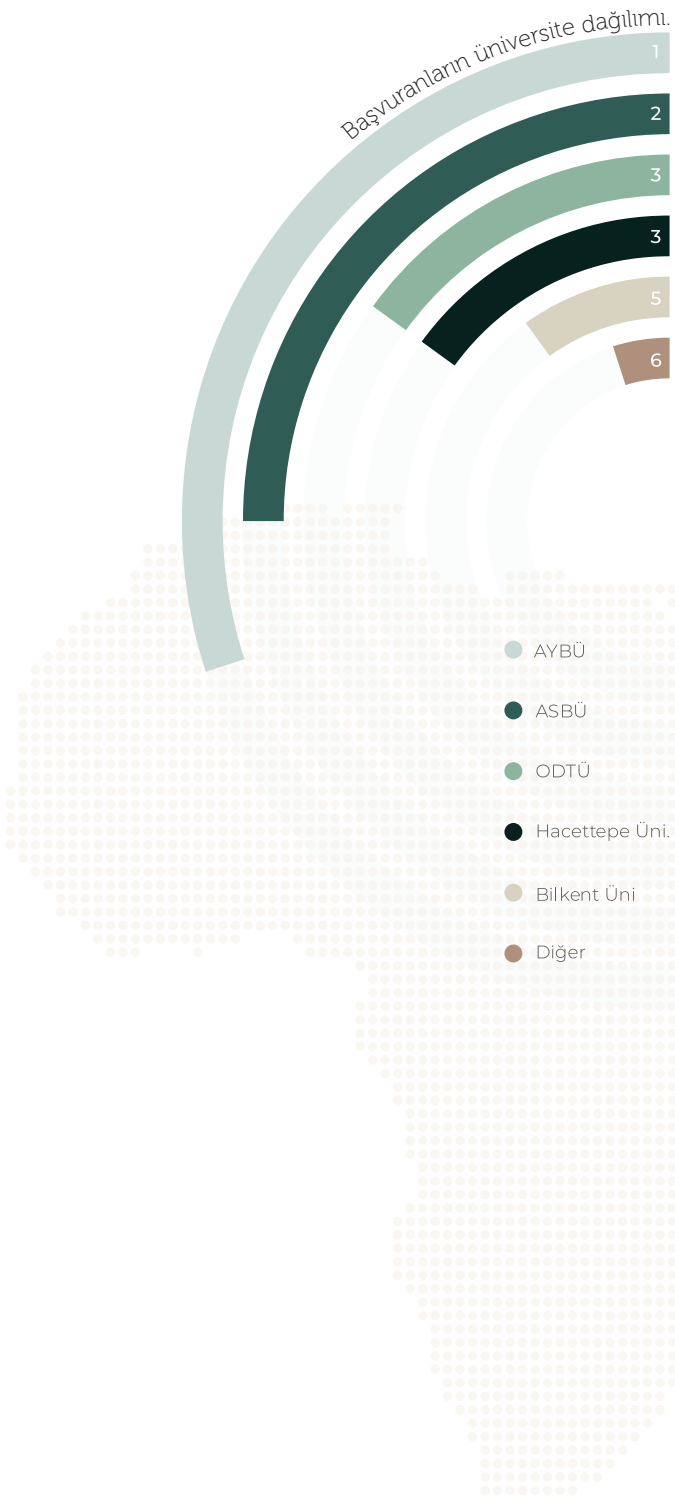 Başvuranların üniversite dağılımı.
1
2
3
3
5
6
AYBÜ
ASBÜ
ODTÜ
Hacettepe Üni.
Bilkent Üni
Diğer